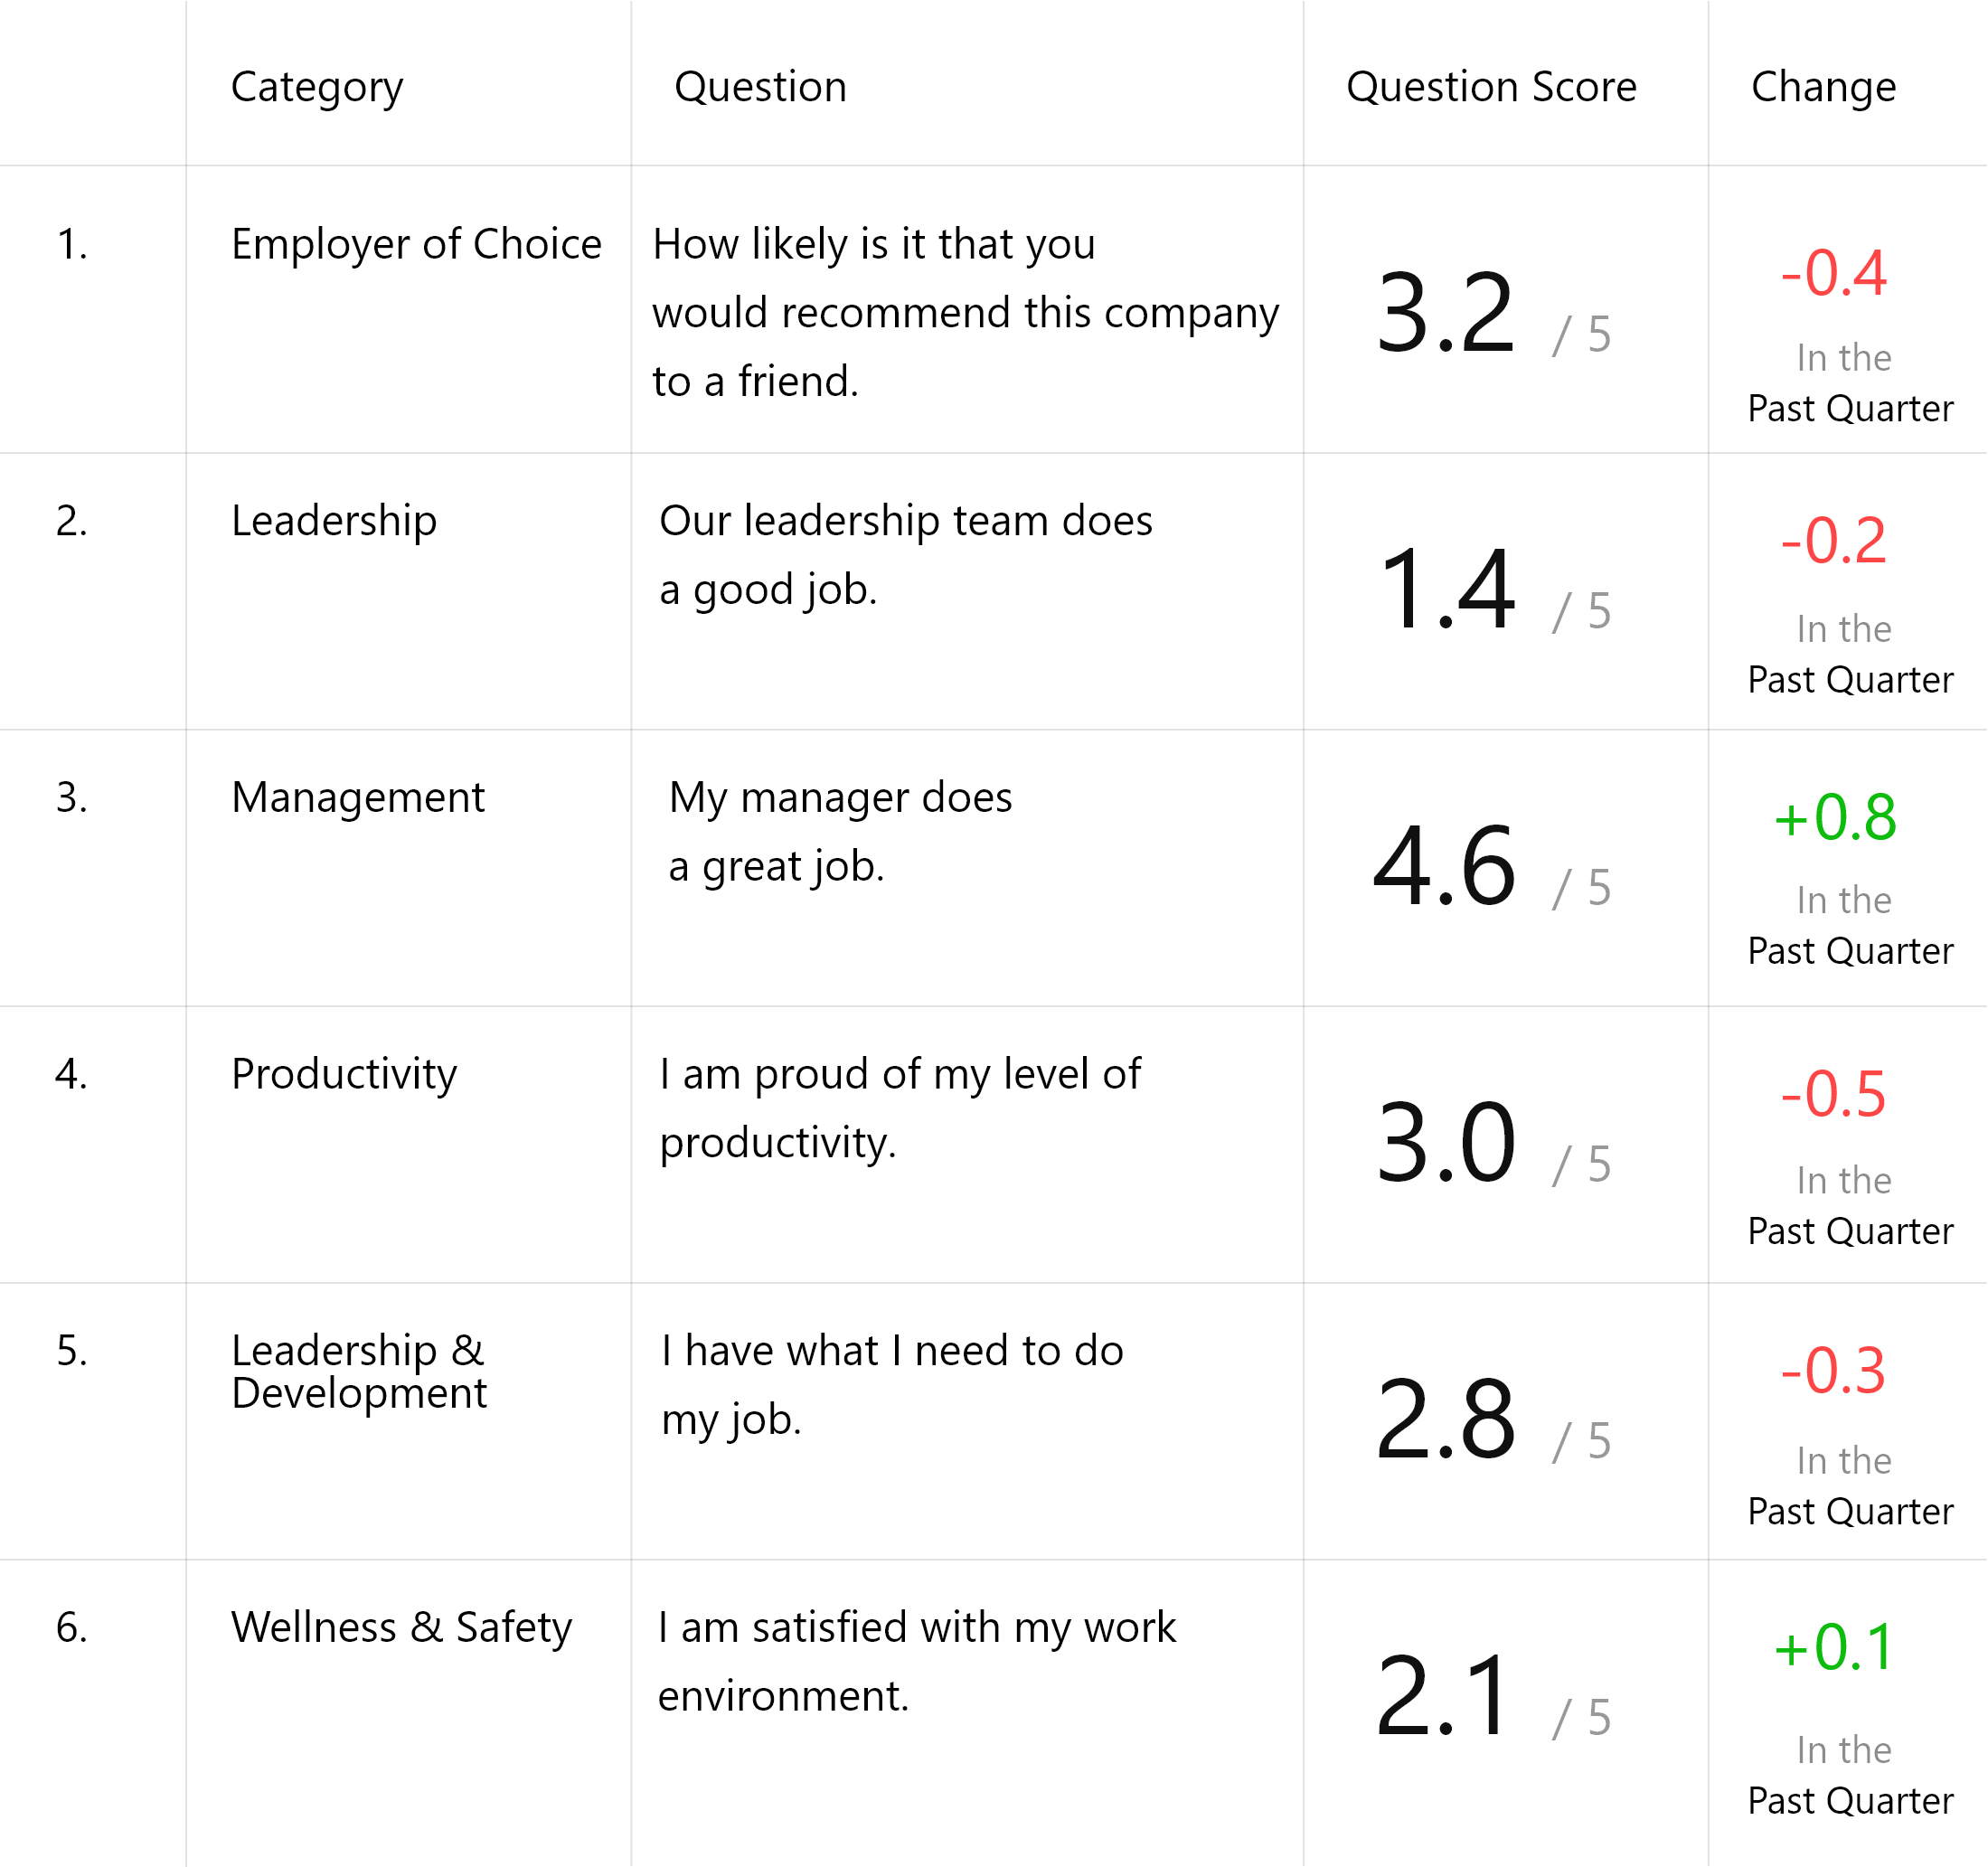 Category Question Question Score Change
1. Employer of Choice How likely is it that you
would recommend this company
to a friend.
3.2 / 5
-0.4
In the
Past Quarter
2. Leadership Our leadership team does
a good job.
1.4 / 5
-0.2
In the
Past Quarter
3. Management My manager does
a great job.
4.6 / 5
+0.8
In the
Past Quarter
4. Productivity I am proud of my level of
productivity.
3.0 / 5
-0.5
In the
Past Quarter
5. Leadership &
Development
I have what I need to do
my job.
2.8 / 5
-0.3
In the
Past Quarter
6. Wellness & Safety I am satisfied with my work
environment.
2.1 / 5
+0.1
In the
Past Quarter